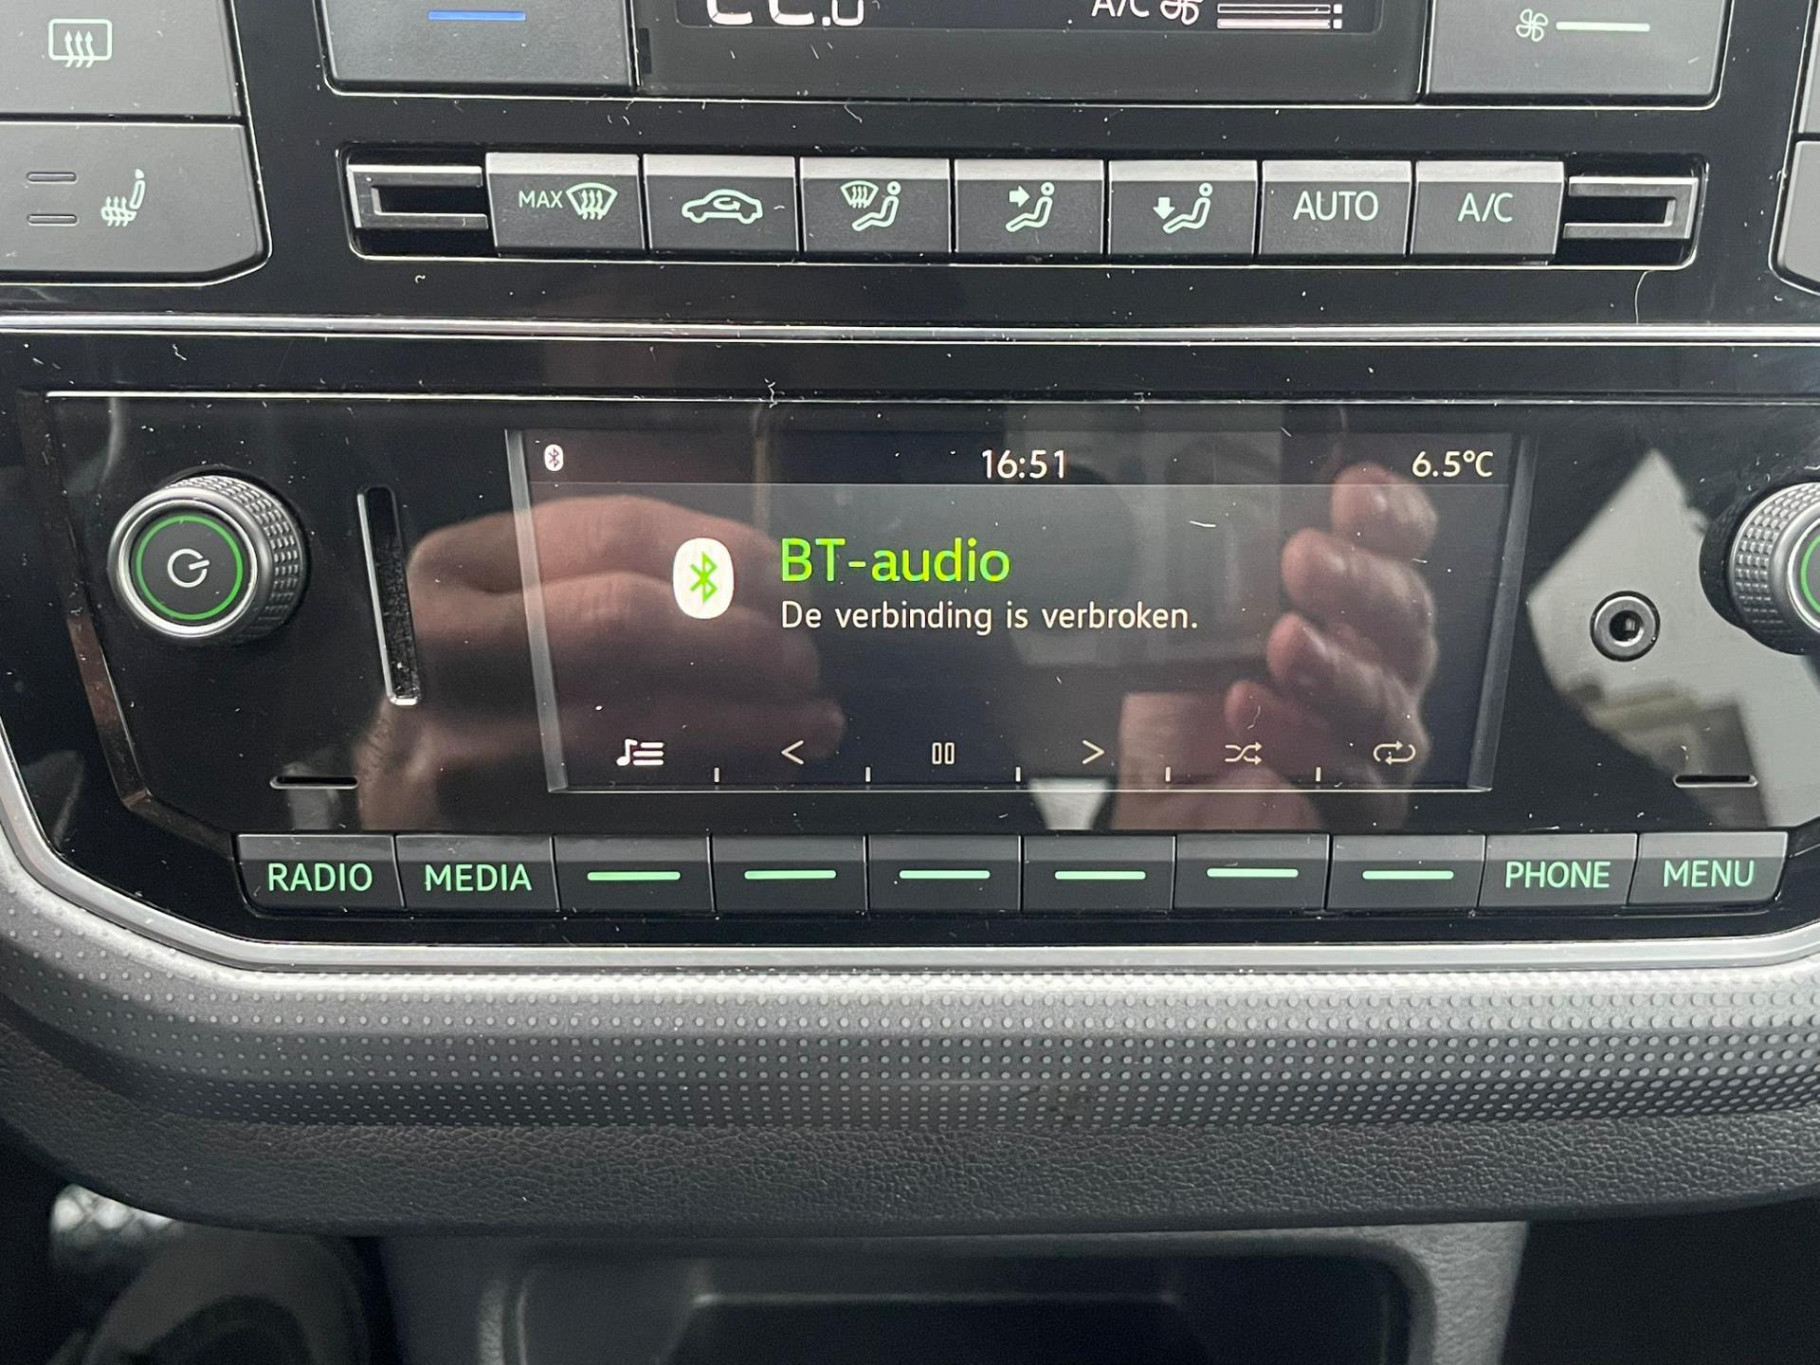 A/C
MAX
AUTO
A/C
16:51
6.5°C
BT-audio
De verbinding is verbroken.
RADIO
MEDIA
PHONE
MENU